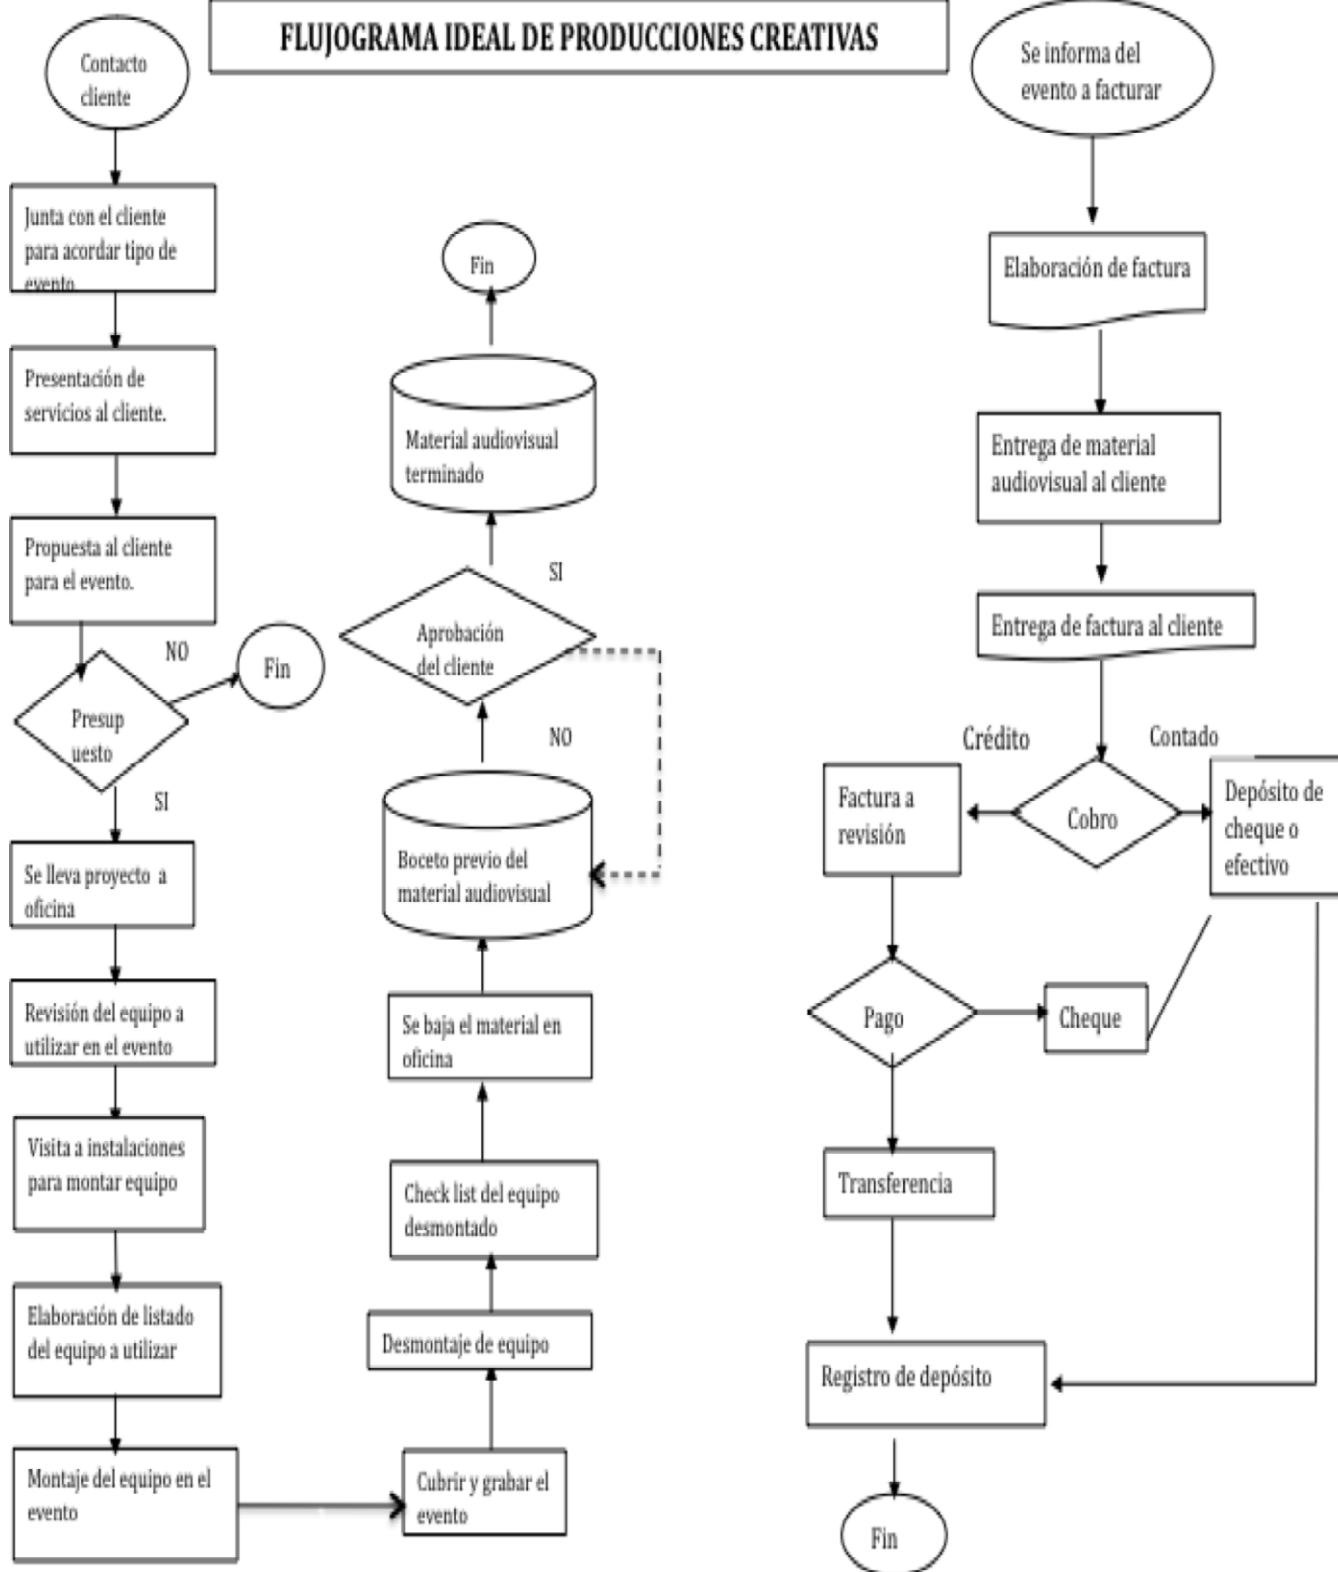 FLUJOGRAMA IDEAL DE PRODUCCIONES CREATIVAS
Contacto
cliente
Junta con el cliente
para acordar tipo de
evento.
Presentación de
servicios al cliente.
Propuesta al cliente
para el evento.
NO
Fin
Presup
uesto
SI
Se lleva proyecto a
oficina
Revisión del equipo a
utilizar en el evento
Visita a instalaciones
para montar equipo
Elaboración de listado
del equipo a utilizar
Montaje del equipo en el
evento
Fin
Material audiovisual
terminado
SI
Aprobación
del cliente
NO
Boceto previo del
material audiovisual
Se baja el material en
oficina
Check list del equipo
desmontado
Desmontaje de equipo
Cubrir y grabar el
evento
Se informa del
evento a facturar
Elaboración de factura
Entrega de material
audiovisual al cliente
Entrega de factura al cliente
Crédito
Contado
Factura a
revisión
Cobro
Depósito de
cheque o
efectivo
Pago
Cheque
Transferencia
Registro de depósito
Fin